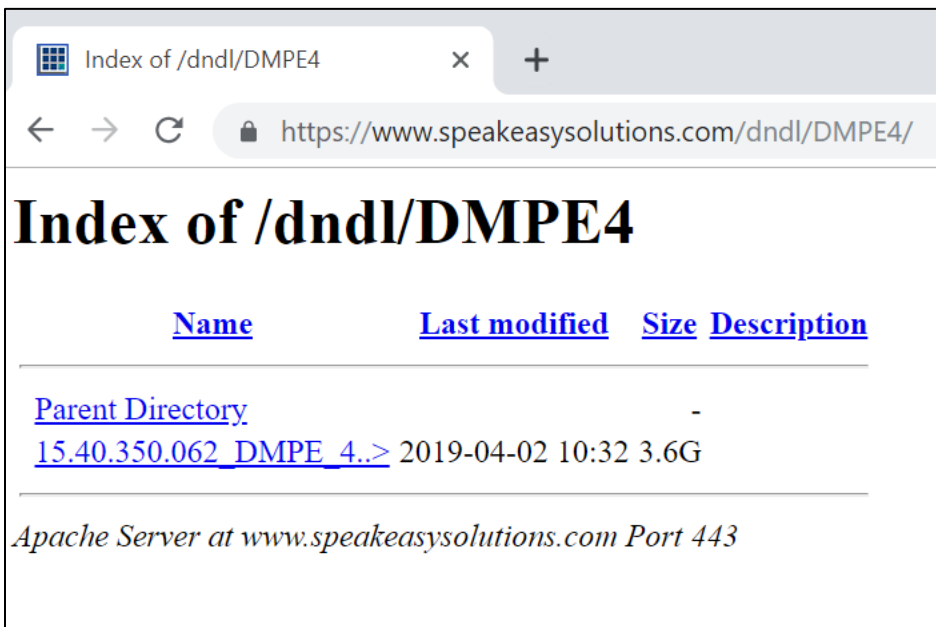 Index of /dndl/DMPE4
https://www.speakeasysolutions.com/dndl/DMPE4/
Index of /dndl/DMPE4
Name Last modified Size Description
Parent Directory -
15.40.350.062_DMPE_4..> 2019-04-02 10:32 3.6G
Apache Server at www.speakeasysolutions.com Port 443